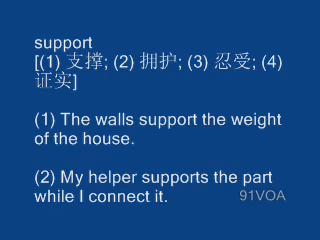 support
[(1) 支撑; (2) 拥护; (3) 忍受; (4)
证实]
(1) The walls support the weight
of the house.
(2) My helper supports the part
while I connect it.
91VOA